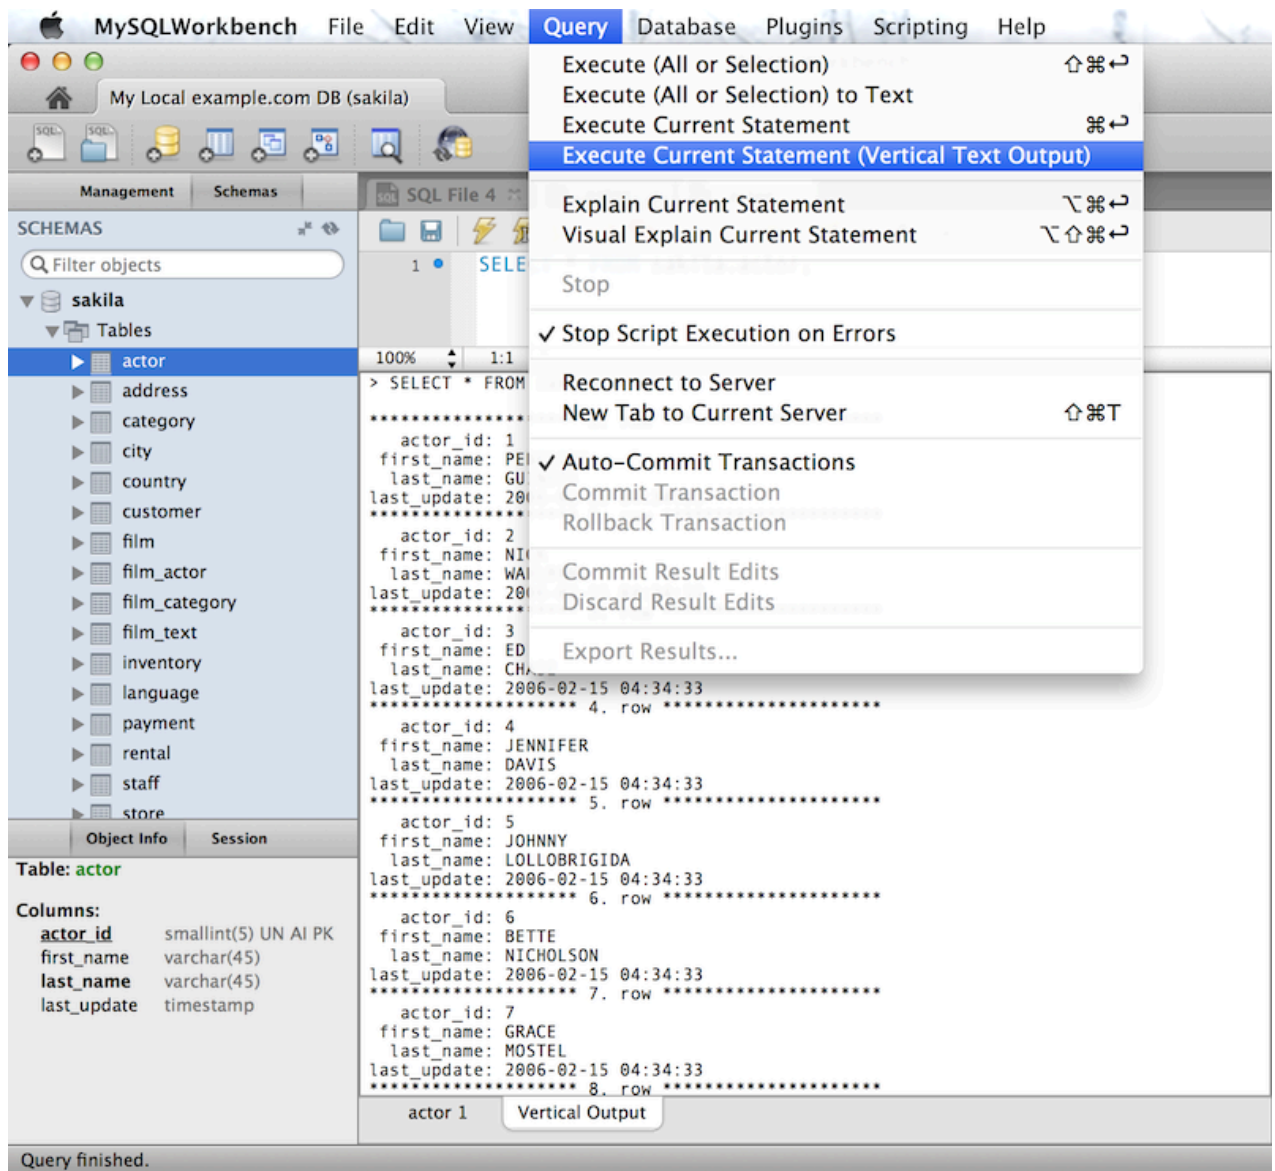 MySQLWorkbench File Edit View Query Database Plugins Scripting Help
My Local example.com DB (sakila)
Management Schemas
SCHEMAS
Filter objects
sakila
Tables
actor
address
category
city
country
customer
film
film_actor
film_category
film_text
inventory
language
payment
rental
staff
store
Object Info Session
Table: actor
Columns:
actor_id smallint(5) UN AI PK
first_name varchar(45)
last_name varchar(45)
last_update timestamp
SQL File 4
1 SELE
100% 1:1
Execute (All or Selection) ⇧⌘↩
Execute (All or Selection) to Text
Execute Current Statement ⌘↩
Execute Current Statement (Vertical Text Output)
Explain Current Statement ⌥⌘↩
Visual Explain Current Statement ⌥⇧⌘↩
Stop
✓ Stop Script Execution on Errors
Reconnect to Server
New Tab to Current Server ⇧⌘T
✓ Auto-Commit Transactions
Commit Transaction
Rollback Transaction
Commit Result Edits
Discard Result Edits
Export Results...
> SELECT * FROM
*****************
actor_id: 1
first_name: PE
last_name: GU
last_update: 200
*****************
actor_id: 2
first_name: NI
last_name: WA
last_update: 200
*****************
actor_id: 3
first_name: ED
last_name: CH
last_update: 2006-02-15 04:34:33
******************** 4. row *********************
actor_id: 4
first_name: JENNIFER
last_name: DAVIS
last_update: 2006-02-15 04:34:33
******************** 5. row *********************
actor_id: 5
first_name: JOHNNY
last_name: LOLLOBRIGIDA
last_update: 2006-02-15 04:34:33
******************** 6. row *********************
actor_id: 6
first_name: BETTE
last_name: NICHOLSON
last_update: 2006-02-15 04:34:33
******************** 7. row *********************
actor_id: 7
first_name: GRACE
last_name: MOSTEL
last_update: 2006-02-15 04:34:33
******************** 8. row *********************
actor 1 Vertical Output
Query finished.